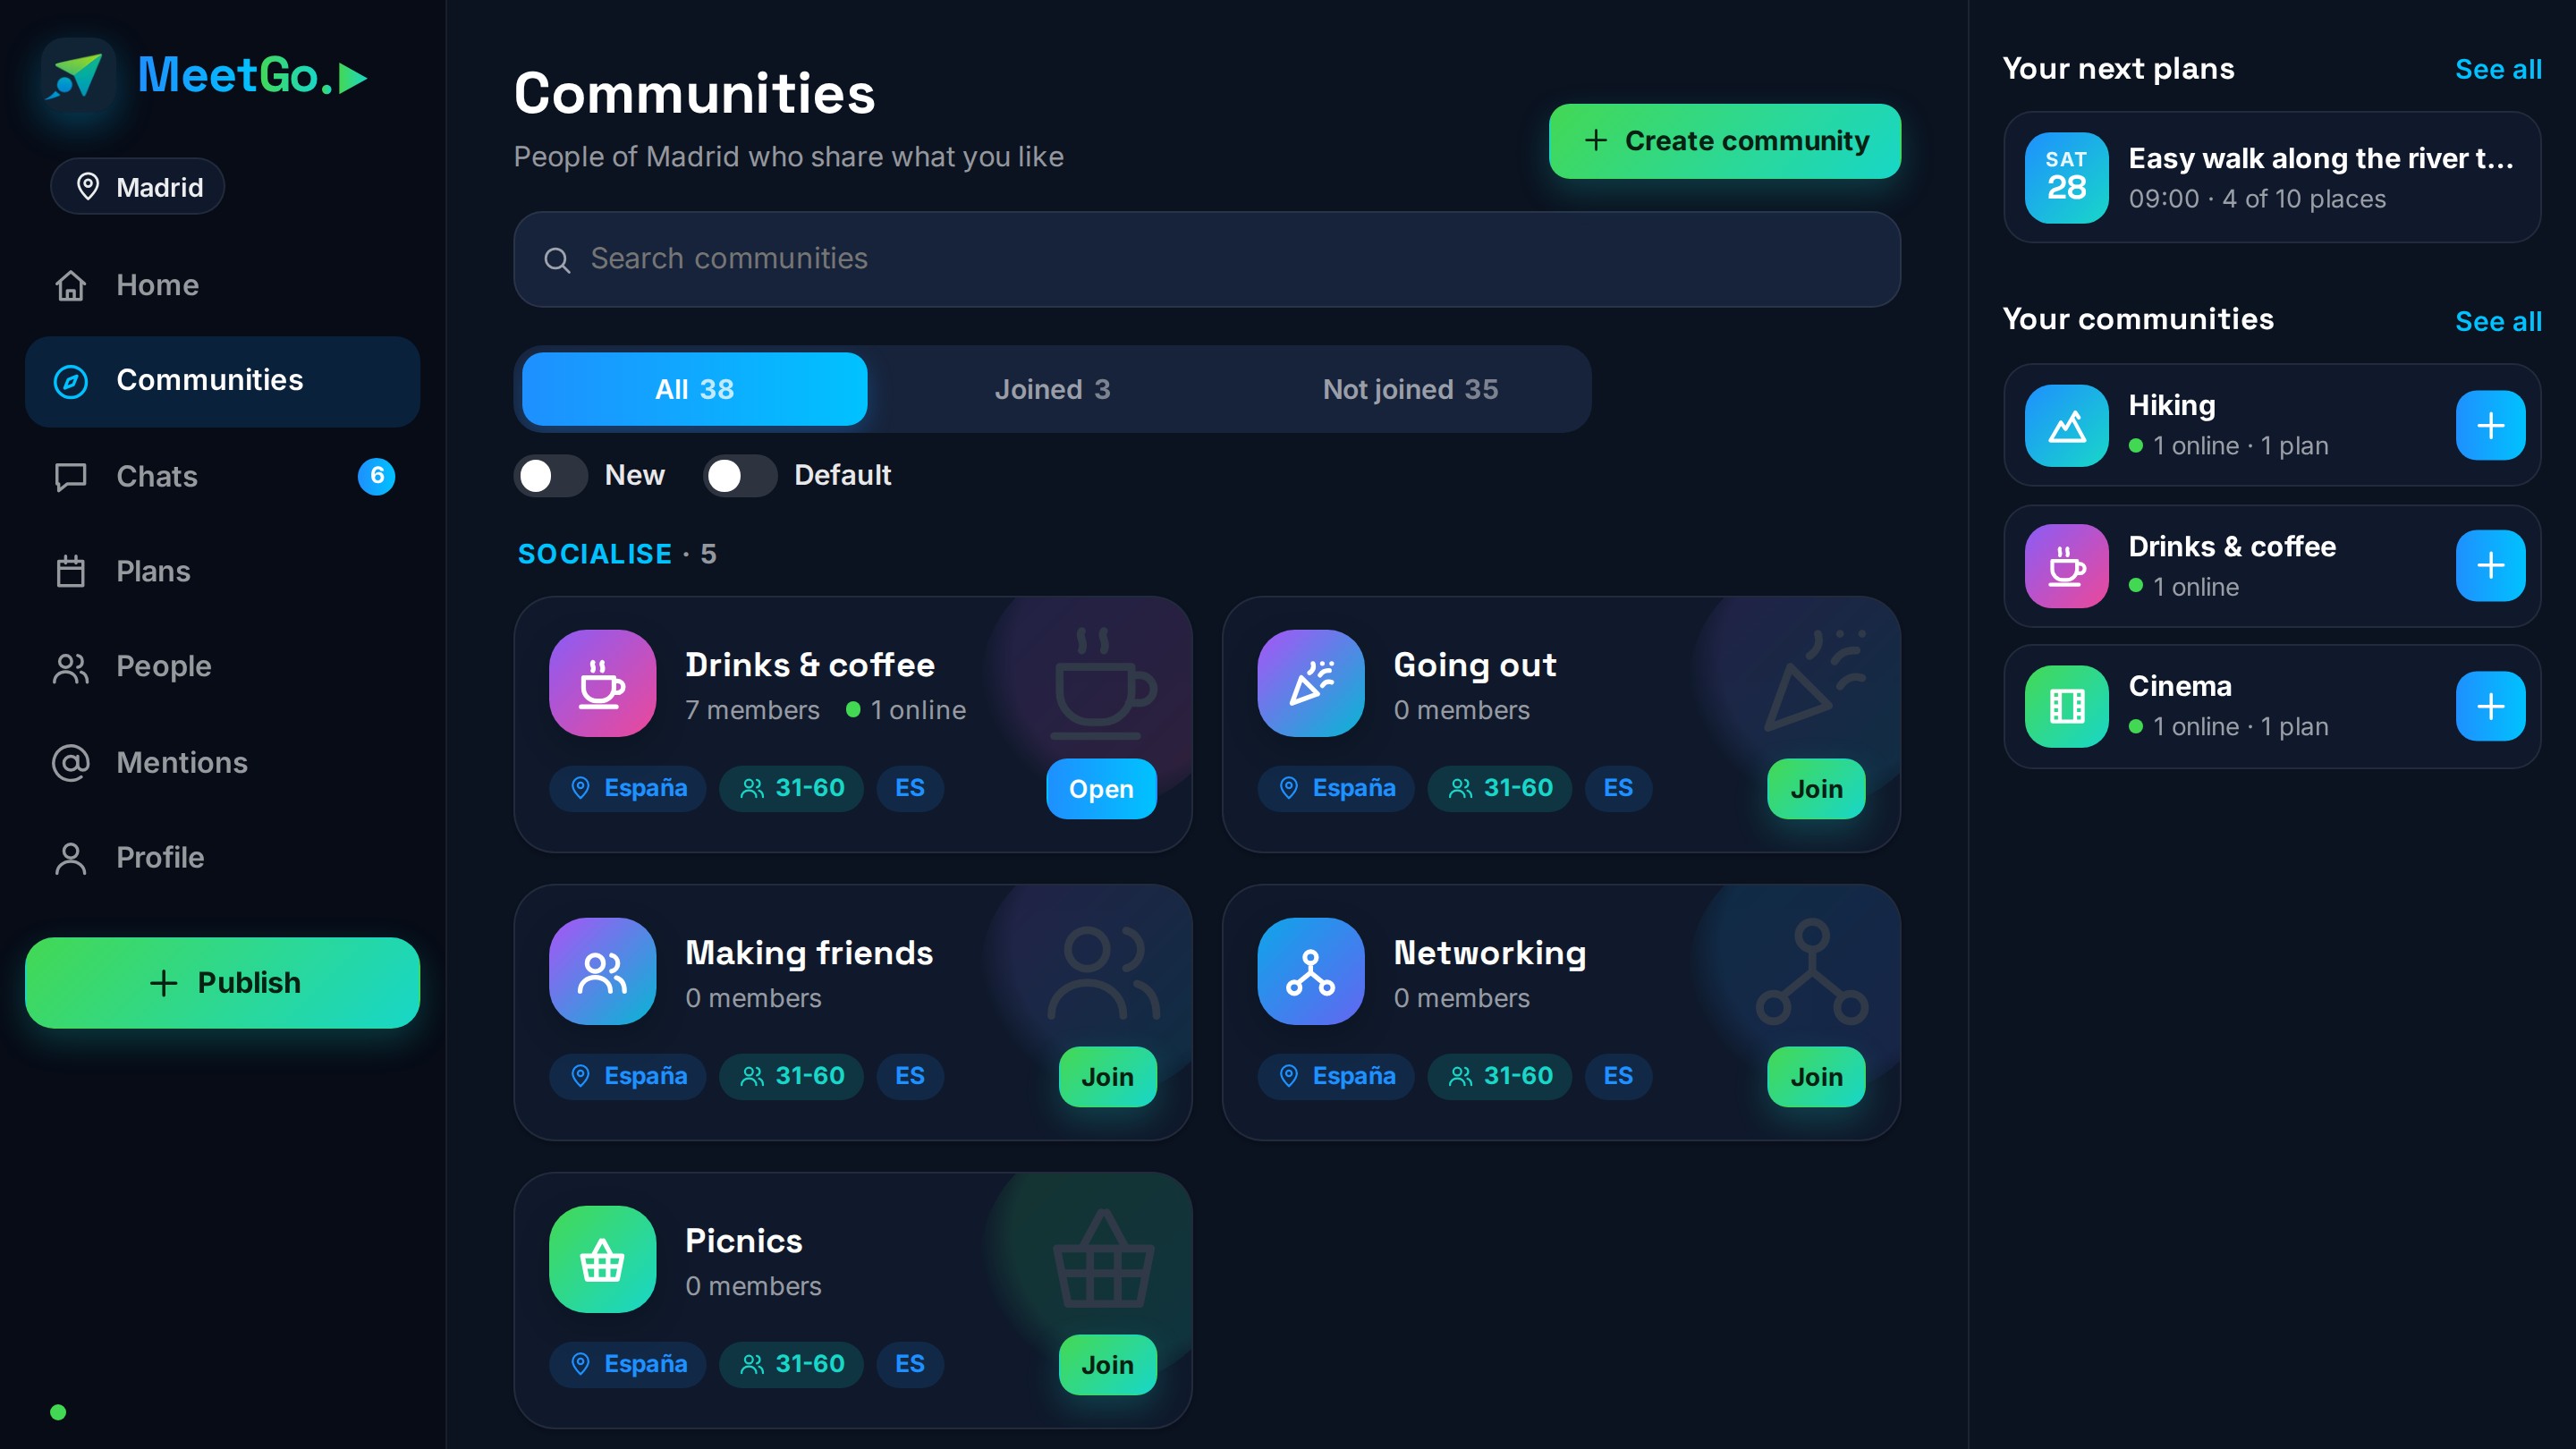 MeetGo.
Madrid
Home
Communities
Chats 6
Plans
People
Mentions
Profile
Publish
Communities
People of Madrid who share what you like
Create community
Search communities
All 38 Joined 3 Not joined 35
New Default
SOCIALISE · 5
Drinks & coffee
7 members 1 online
España 31-60 ES Open
Going out
0 members
España 31-60 ES Join
Making friends
0 members
España 31-60 ES Join
Networking
0 members
España 31-60 ES Join
Picnics
0 members
España 31-60 ES Join
Your next plans See all
SAT
28
Easy walk along the river t...
09:00 · 4 of 10 places
Your communities See all
Hiking
1 online · 1 plan
Drinks & coffee
1 online
Cinema
1 online · 1 plan